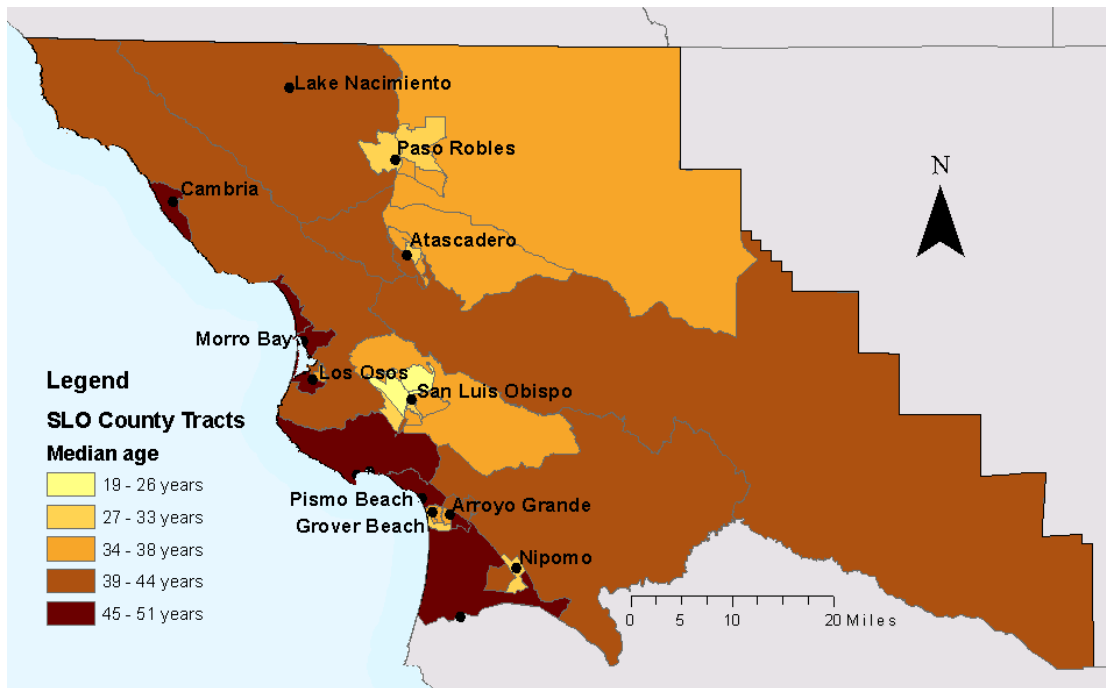 Lake Nacimiento
Paso Robles
N
Cambria
Atascadero
Morro Bay
Los Osos
San Luis Obispo
Pismo Beach
Arroyo Grande
Grover Beach
Nipomo
Legend
SLO County Tracts
Median age
19 - 26 years
27 - 33 years
34 - 38 years
39 - 44 years
45 - 51 years
0 5 10 20 Miles